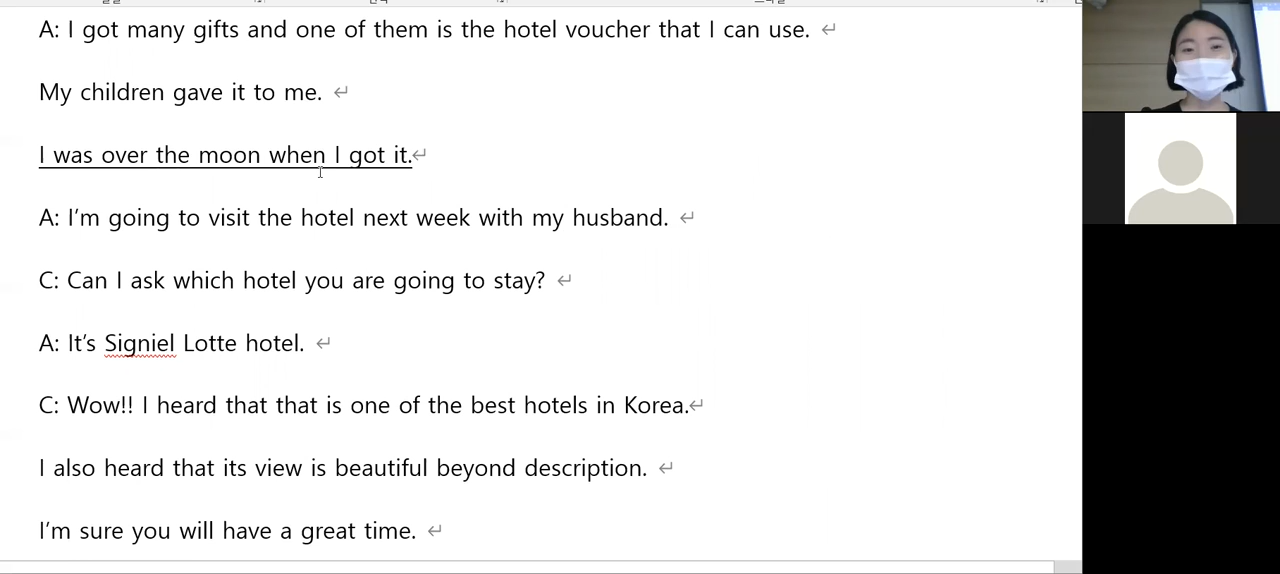 A: I got many gifts and one of them is the hotel voucher that I can use.
My children gave it to me.
I was over the moon when I got it.
A: I’m going to visit the hotel next week with my husband.
C: Can I ask which hotel you are going to stay?
A: It’s Signiel Lotte hotel.
C: Wow!! I heard that that is one of the best hotels in Korea.
I also heard that its view is beautiful beyond description.
I’m sure you will have a great time.